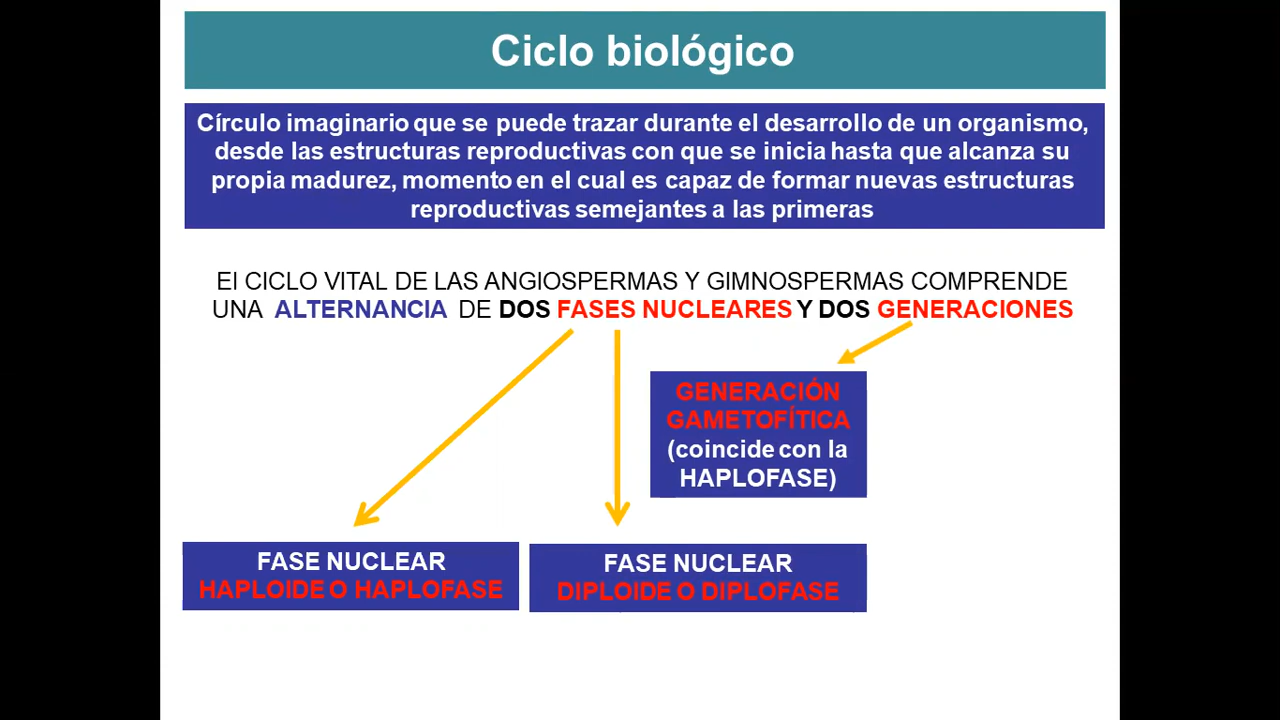 Ciclo biológico
Círculo imaginario que se puede trazar durante el desarrollo de un organismo,
desde las estructuras reproductivas con que se inicia hasta que alcanza su
propia madurez, momento en el cual es capaz de formar nuevas estructuras
reproductivas semejantes a las primeras
El CICLO VITAL DE LAS ANGIOSPERMAS Y GIMNOSPERMAS COMPRENDE
UNA ALTERNANCIA DE DOS FASES NUCLEARES Y DOS GENERACIONES
GENERACIÓN
GAMETOFÍTICA
(coincide con la
HAPLOFASE)
FASE NUCLEAR
HAPLOIDE O HAPLOFASE
FASE NUCLEAR
DIPLOIDE O DIPLOFASE